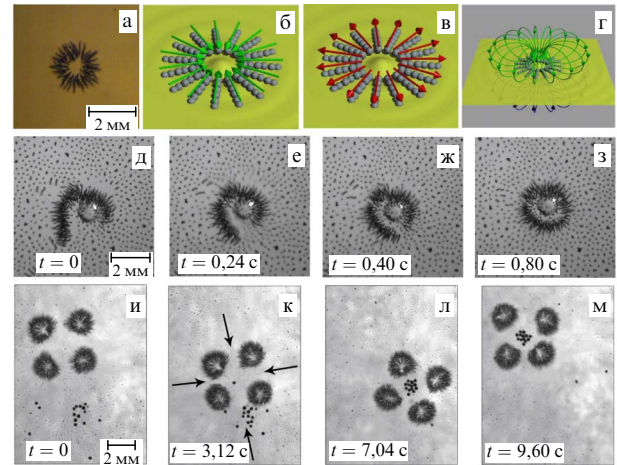 а б в г
2 мм
д е ж з
t = 0 t = 0,24 с t = 0,40 с t = 0,80 с
2 мм
и к л м
t = 0 t = 3,12 с t = 7,04 с t = 9,60 с
2 мм